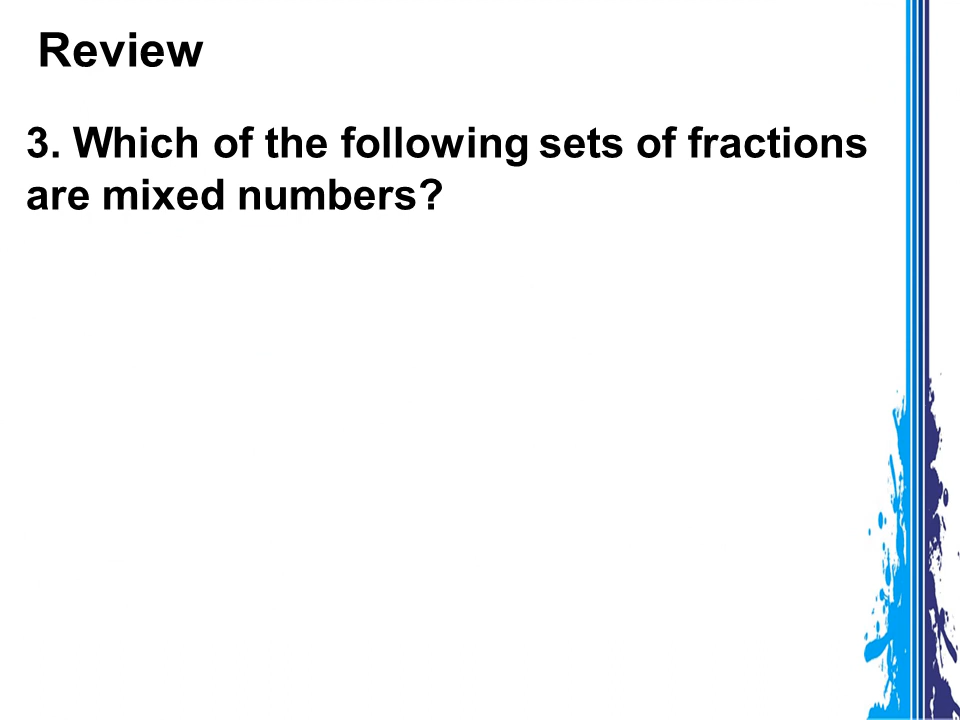 Review
3. Which of the following sets of fractions
are mixed numbers?